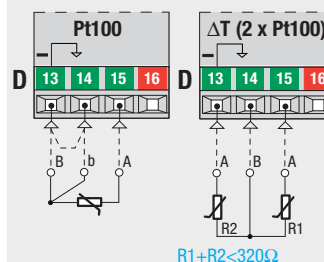 Pt100
D 13 14 15 16
B b A
ΔT (2 x Pt100)
D 13 14 15 16
A B A
R2 R1
R1+R2<320Ω